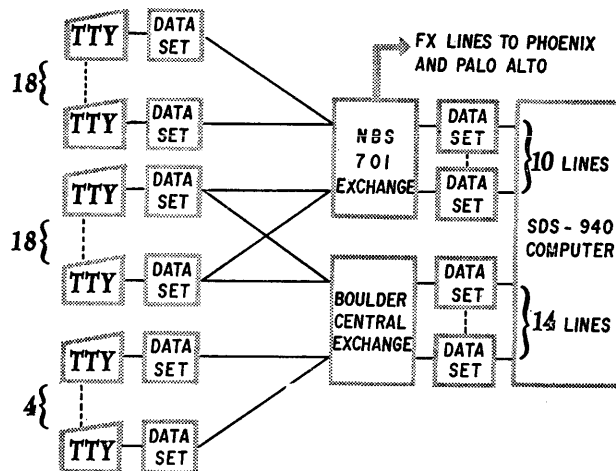 TTY
DATA
SET
18{
TTY
DATA
SET
TTY
DATA
SET
18{
TTY
DATA
SET
TTY
DATA
SET
4{
TTY
DATA
SET
FX LINES TO PHOENIX
AND PALO ALTO
NBS
701
EXCHANGE
BOULDER
CENTRAL
EXCHANGE
DATA
SET
DATA
SET
}10 LINES
DATA
SET
DATA
SET
}14 LINES
SDS-940
COMPUTER